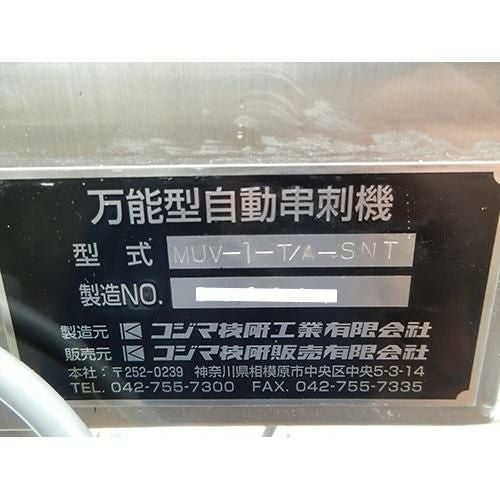 万能型自動串刺機
型式 MUV-1-T/A-SNT
製造NO.
製造元 コジマ技研工業有限会社
販売元 コジマ技研販売有限会社
本社:〒252-0239 神奈川県相模原市中央区中央5-3-14
TEL. 042-755-7300 FAX. 042-755-7335